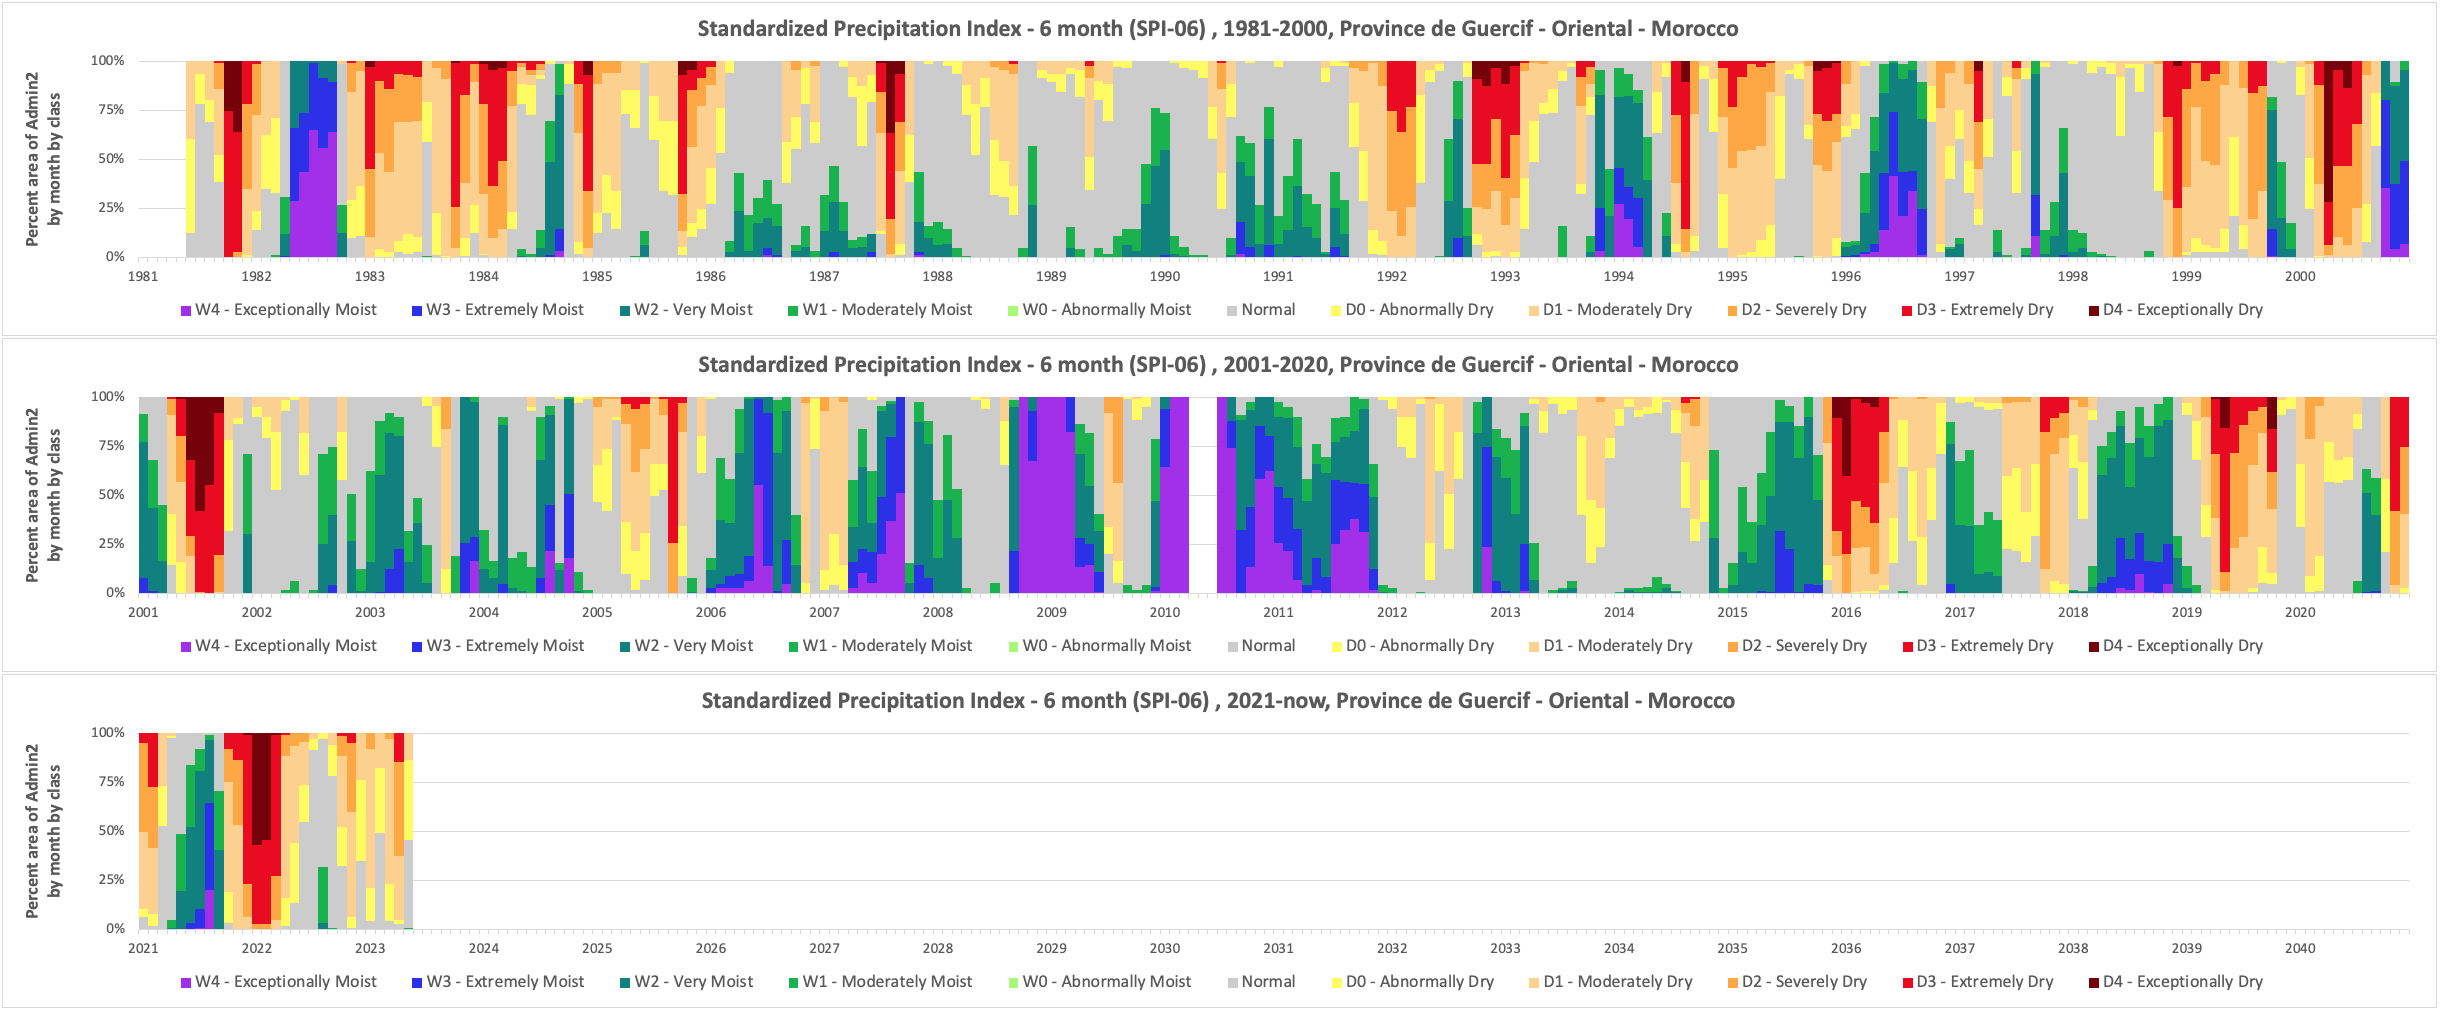 Standardized Precipitation Index - 6 month (SPI-06) , 1981-2000, Province de Guercif - Oriental - Morocco
Percent area of Admin2
by month by class
100%
75%
50%
25%
0%
1981 1982 1983 1984 1985 1986 1987 1988 1989 1990 1991 1992 1993 1994 1995 1996 1997 1998 1999 2000
W4 - Exceptionally Moist W3 - Extremely Moist W2 - Very Moist W1 - Moderately Moist W0 - Abnormally Moist Normal D0 - Abnormally Dry D1 - Moderately Dry D2 - Severely Dry D3 - Extremely Dry D4 - Exceptionally Dry
Standardized Precipitation Index - 6 month (SPI-06) , 2001-2020, Province de Guercif - Oriental - Morocco
Percent area of Admin2
by month by class
100%
75%
50%
25%
0%
2001 2002 2003 2004 2005 2006 2007 2008 2009 2010 2011 2012 2013 2014 2015 2016 2017 2018 2019 2020
W4 - Exceptionally Moist W3 - Extremely Moist W2 - Very Moist W1 - Moderately Moist W0 - Abnormally Moist Normal D0 - Abnormally Dry D1 - Moderately Dry D2 - Severely Dry D3 - Extremely Dry D4 - Exceptionally Dry
Standardized Precipitation Index - 6 month (SPI-06) , 2021-now, Province de Guercif - Oriental - Morocco
Percent area of Admin2
by month by class
100%
75%
50%
25%
0%
2021 2022 2023 2024 2025 2026 2027 2028 2029 2030 2031 2032 2033 2034 2035 2036 2037 2038 2039 2040
W4 - Exceptionally Moist W3 - Extremely Moist W2 - Very Moist W1 - Moderately Moist W0 - Abnormally Moist Normal D0 - Abnormally Dry D1 - Moderately Dry D2 - Severely Dry D3 - Extremely Dry D4 - Exceptionally Dry